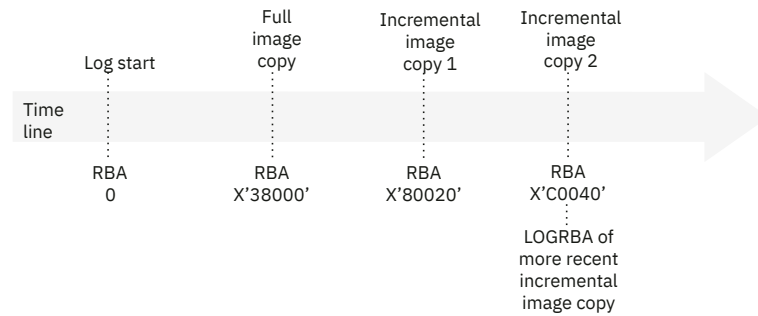 Log start
Full
image
copy
Incremental
image
copy 1
Incremental
image
copy 2
Time
line
RBA
0
RBA
X’38000’
RBA
X’80020’
RBA
X’C0040’
LOGRBA of
more recent
incremental
image copy